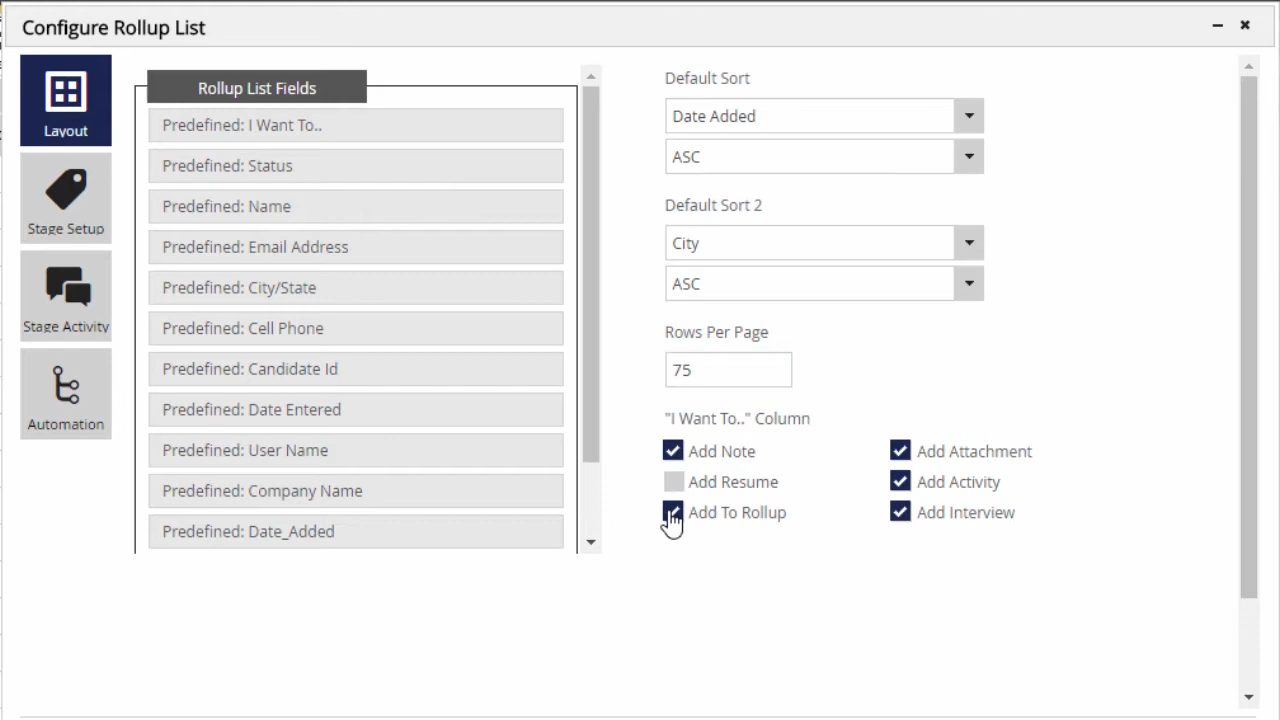 Configure Rollup List
Layout
Stage Setup
Stage Activity
Automation
Rollup List Fields
Predefined: I Want To..
Predefined: Status
Predefined: Name
Predefined: Email Address
Predefined: City/State
Predefined: Cell Phone
Predefined: Candidate Id
Predefined: Date Entered
Predefined: User Name
Predefined: Company Name
Predefined: Date_Added
Default Sort
Date Added
ASC
Default Sort 2
City
ASC
Rows Per Page
75
"I Want To.." Column
Add Note
Add Attachment
Add Resume
Add Activity
Add To Rollup
Add Interview